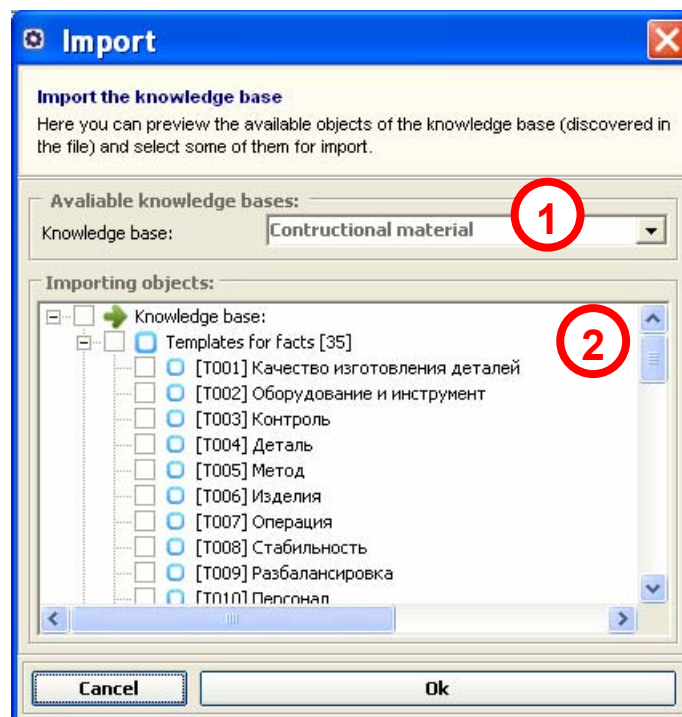 Import
Import the knowledge base
Here you can preview the available objects of the knowledge base (discovered in
the file) and select some of them for import.
Avaliable knowledge bases:
Knowledge base: Contructional material
1
Importing objects:
2
Knowledge base:
Templates for facts [35]
[T001] Качество изготовления деталей
[T002] Оборудование и инструмент
[T003] Контроль
[T004] Деталь
[T005] Метод
[T006] Изделия
[T007] Операция
[T008] Стабильность
[T009] Разбалансировка
[T010] Персонал
Cancel Ok